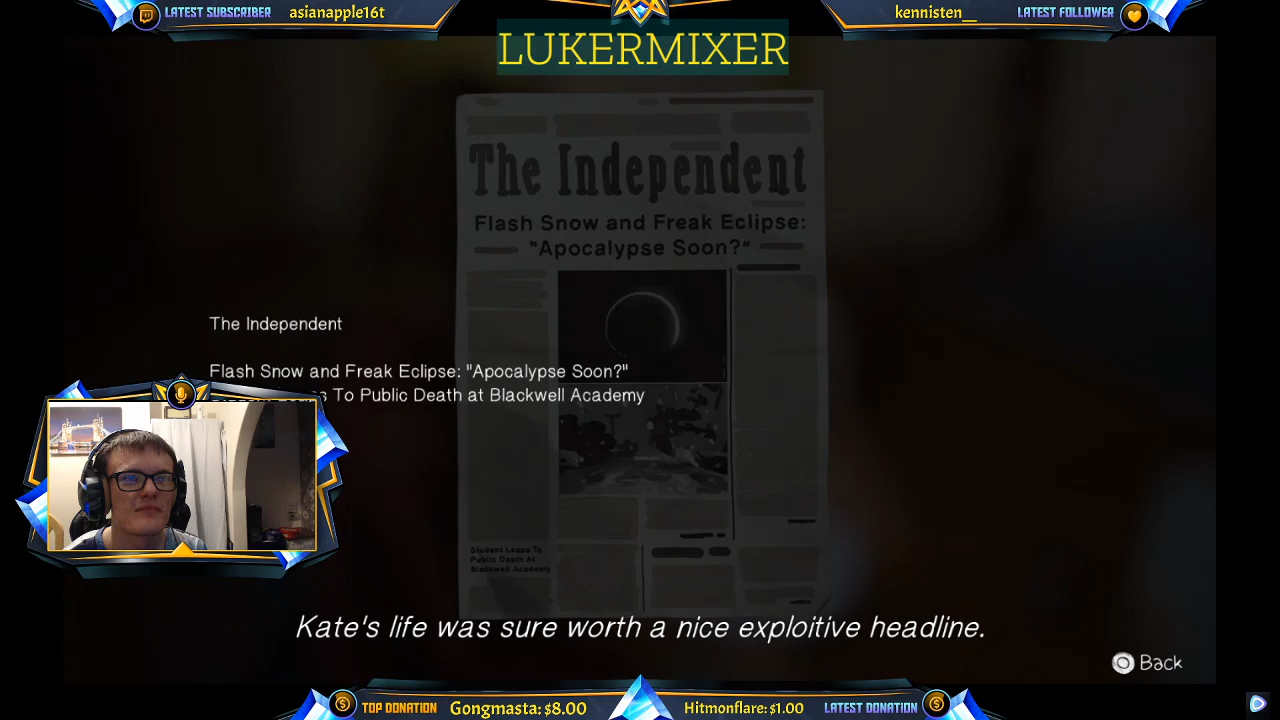 LATEST SUBSCRIBER asianapple16t
kennisten__ LATEST FOLLOWER
LUKERMIXER
The Independent
Flash Snow and Freak Eclipse:
"Apocalypse Soon?"
The Independent
Flash Snow and Freak Eclipse: "Apocalypse Soon?"
To Public Death at Blackwell Academy
Student Leaps To
Public Death At
Blackwell Academy
Kate's life was sure worth a nice exploitive headline.
Back
TOP DONATION Gongmasta: $8.00
Hitmonflare: $1.00 LATEST DONATION